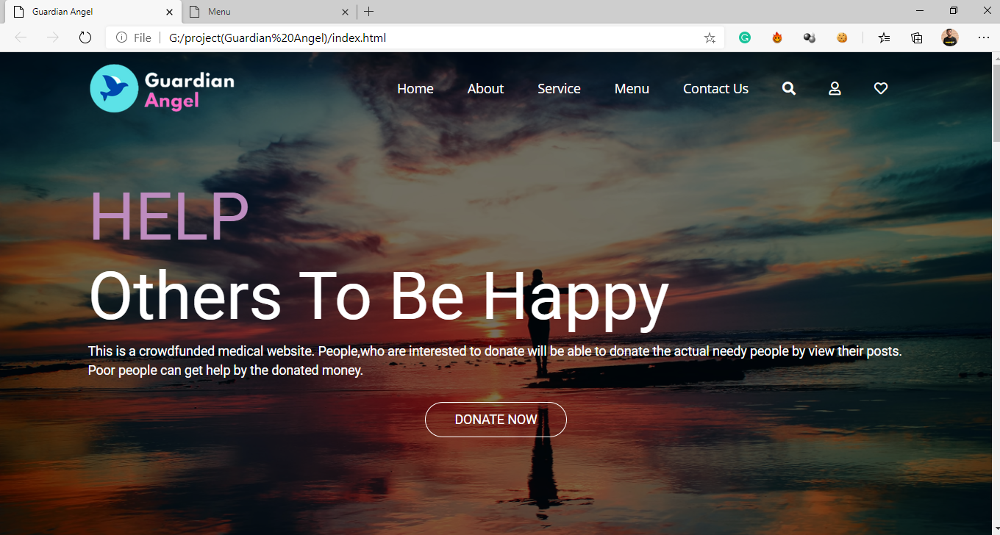 Guardian Angel
Menu
File
G:/project(Guardian%20Angel)/index.html
Guardian
Angel
Home
About
Service
Menu
Contact Us
HELP
Others To Be Happy
This is a crowdfunded medical website. People,who are interested to donate will be able to donate the actual needy people by view their posts.
Poor people can get help by the donated money.
DONATE NOW